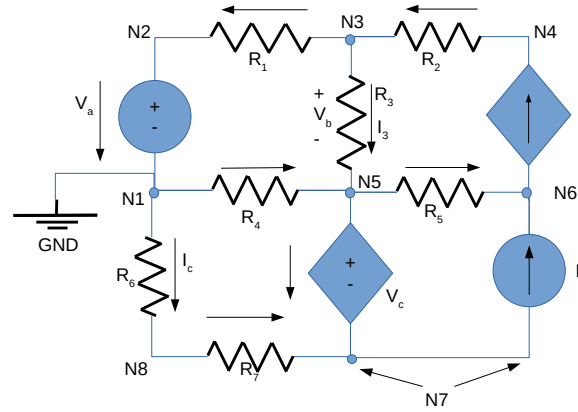 N2
N3
N4
R1
R2
Va
+
-
+
Vb
-
R3
I3
N1
N5
N6
R4
R5
GND
R6
Ic
+
-
Vc
I
N8
R7
N7